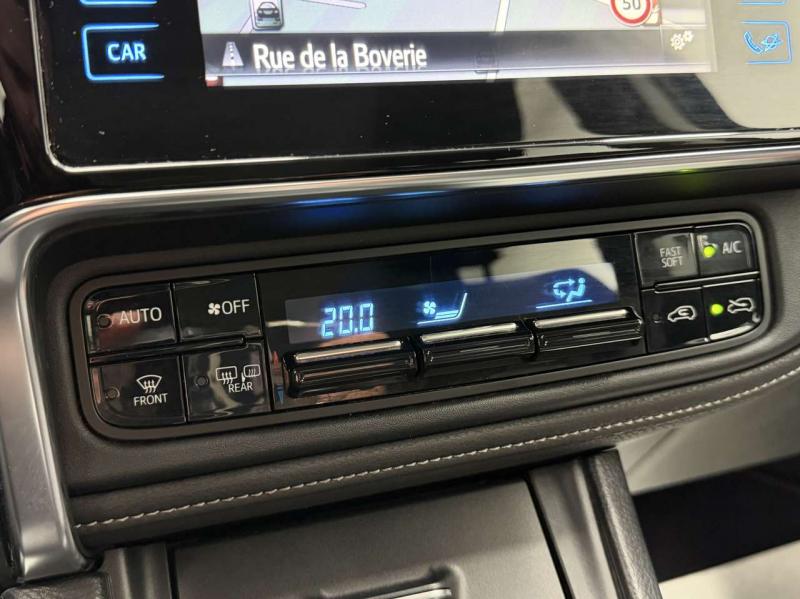 50
CAR
Rue de la Boverie
AUTO
OFF
20.0
FAST
SOFT
A/C
FRONT
REAR